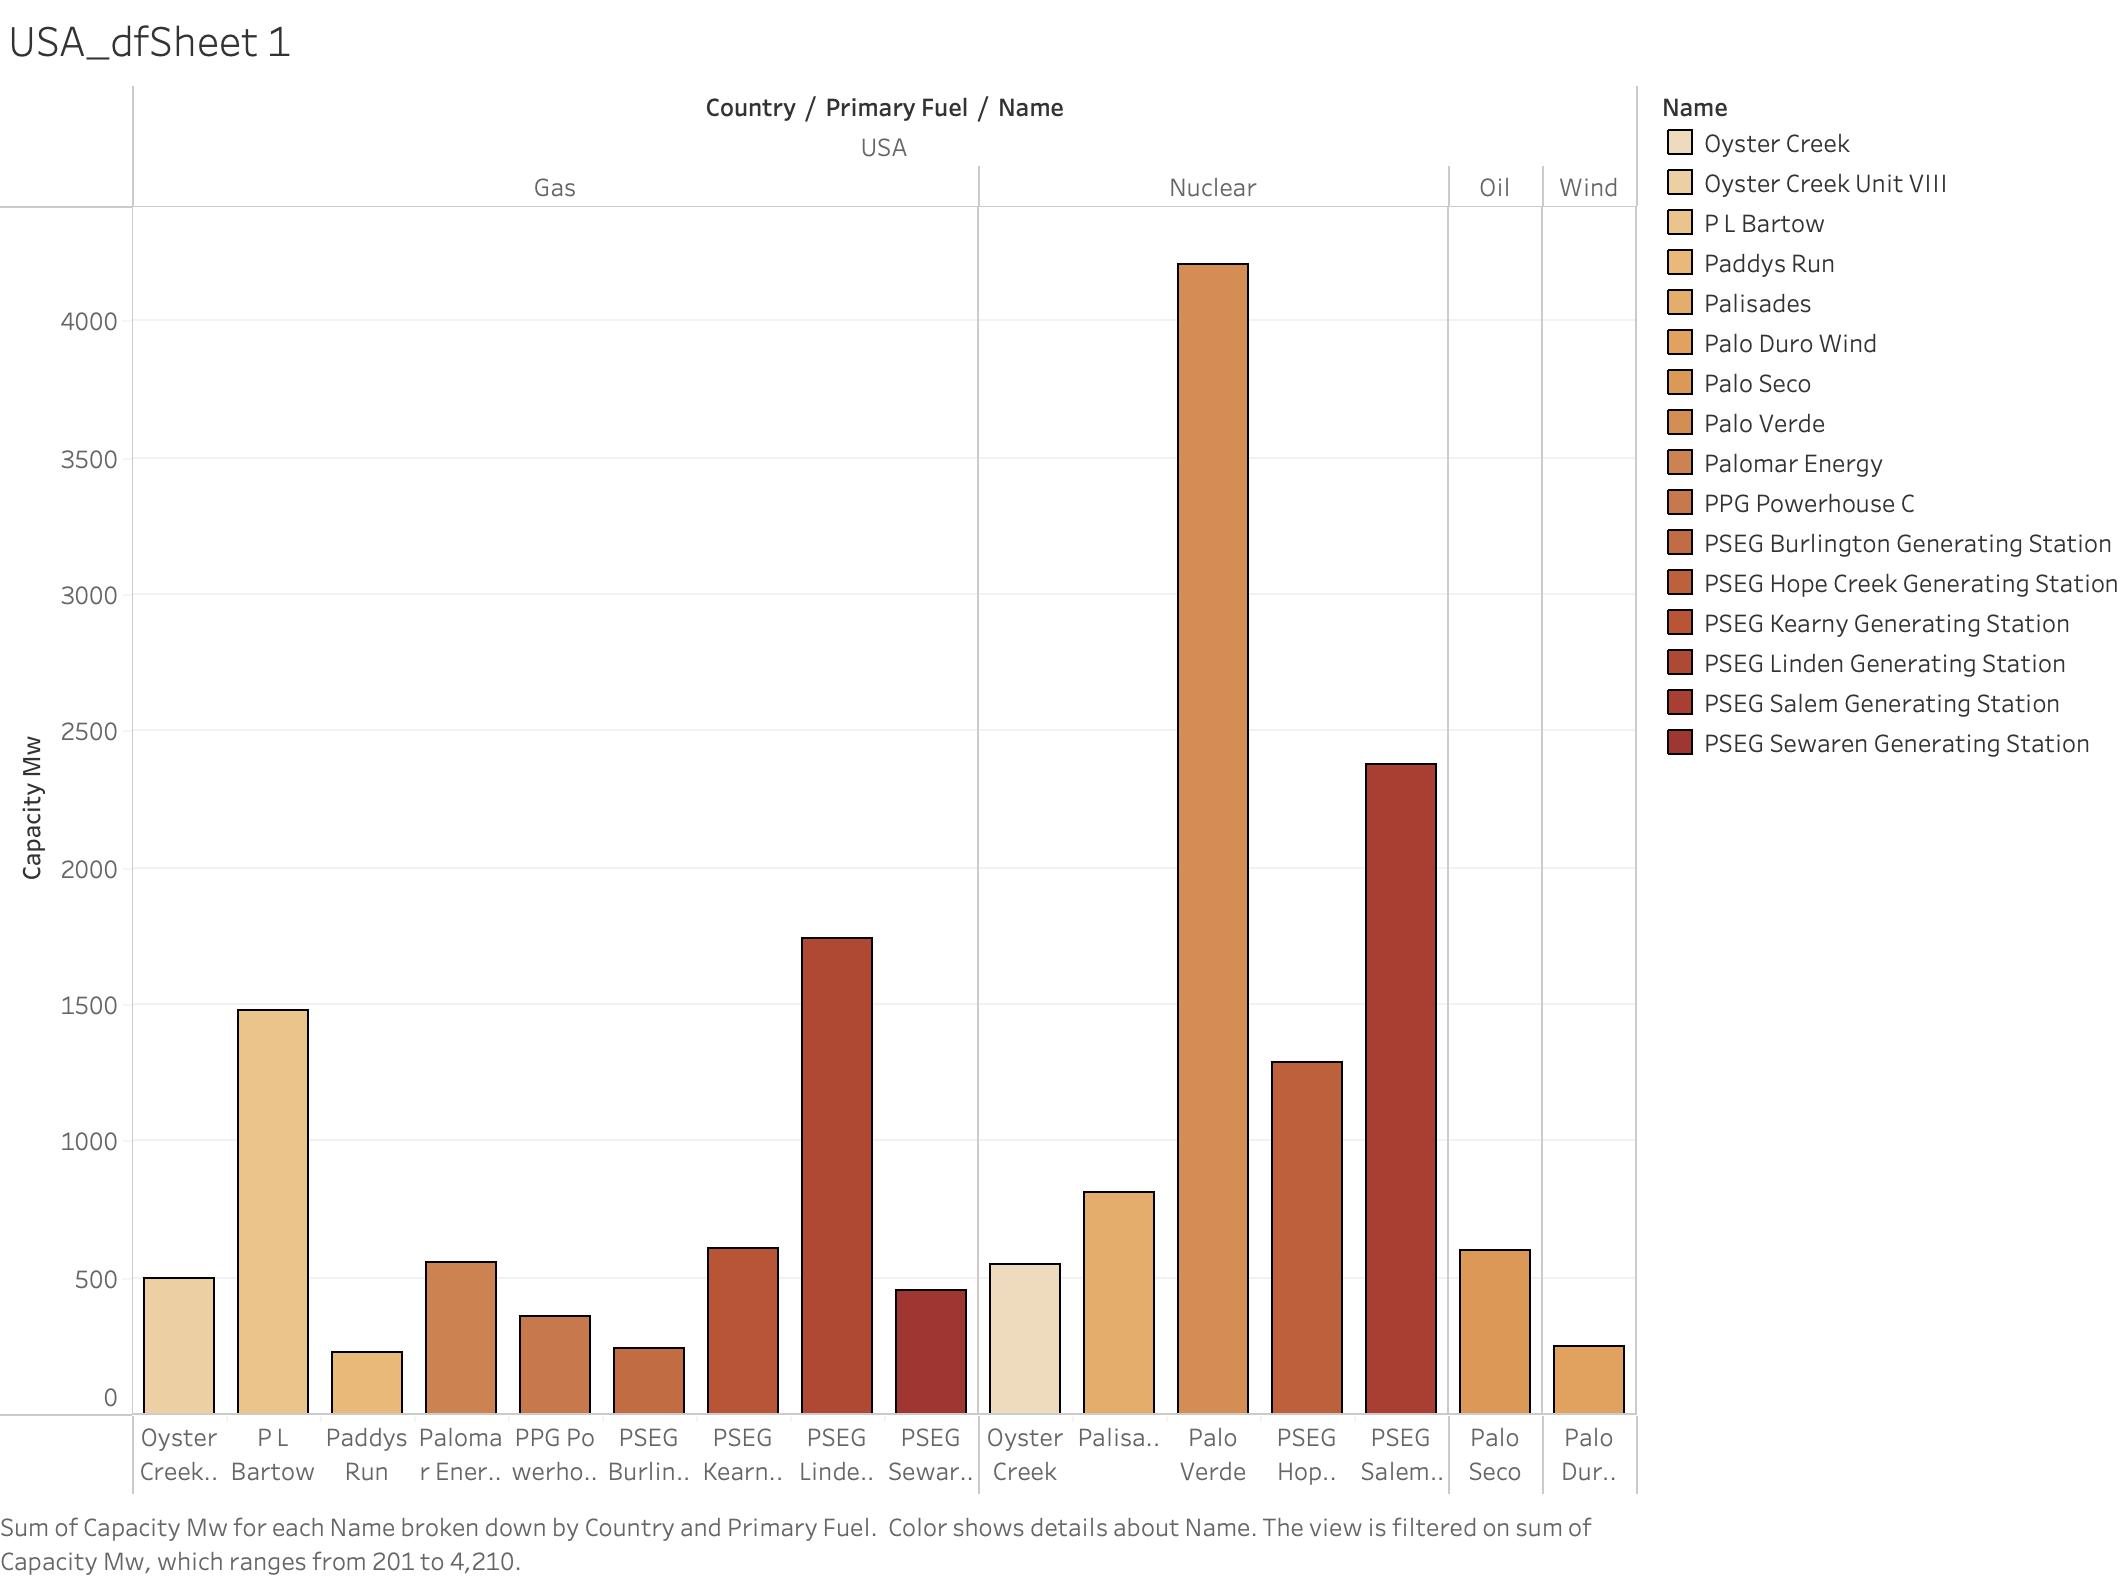 USA_dfSheet 1
Country / Primary Fuel / Name
USA
Gas
Nuclear
Oil
Wind
Capacity Mw
4000
3500
3000
2500
2000
1500
1000
500
0
Oyster
Creek..
P L
Bartow
Paddys
Run
Paloma
r Ener..
PPG Po
werho..
PSEG
Burlin..
PSEG
Kearn..
PSEG
Linde..
PSEG
Sewar..
Oyster
Creek
Palisa..
Palo
Verde
PSEG
Hop..
PSEG
Salem..
Palo
Seco
Palo
Dur..
Name
Oyster Creek
Oyster Creek Unit VIII
P L Bartow
Paddys Run
Palisades
Palo Duro Wind
Palo Seco
Palo Verde
Palomar Energy
PPG Powerhouse C
PSEG Burlington Generating Station
PSEG Hope Creek Generating Station
PSEG Kearny Generating Station
PSEG Linden Generating Station
PSEG Salem Generating Station
PSEG Sewaren Generating Station
Sum of Capacity Mw for each Name broken down by Country and Primary Fuel.  Color shows details about Name. The view is filtered on sum of
Capacity Mw, which ranges from 201 to 4,210.